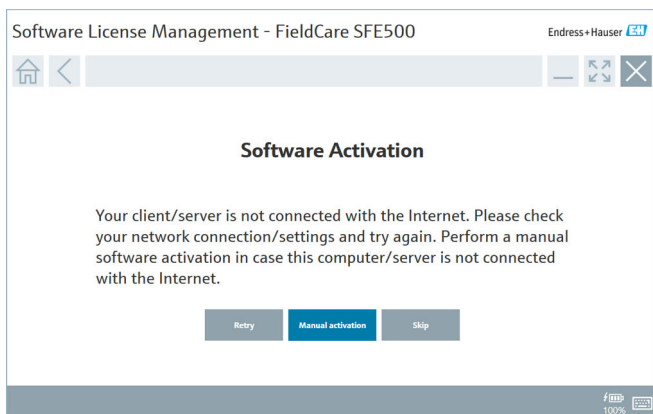 Software License Management - FieldCare SFE500
Endress+Hauser EH
Software Activation
Your client/server is not connected with the Internet. Please check
your network connection/settings and try again. Perform a manual
software activation in case this computer/server is not connected
with the Internet.
Retry
Manual activation
Skip
100%